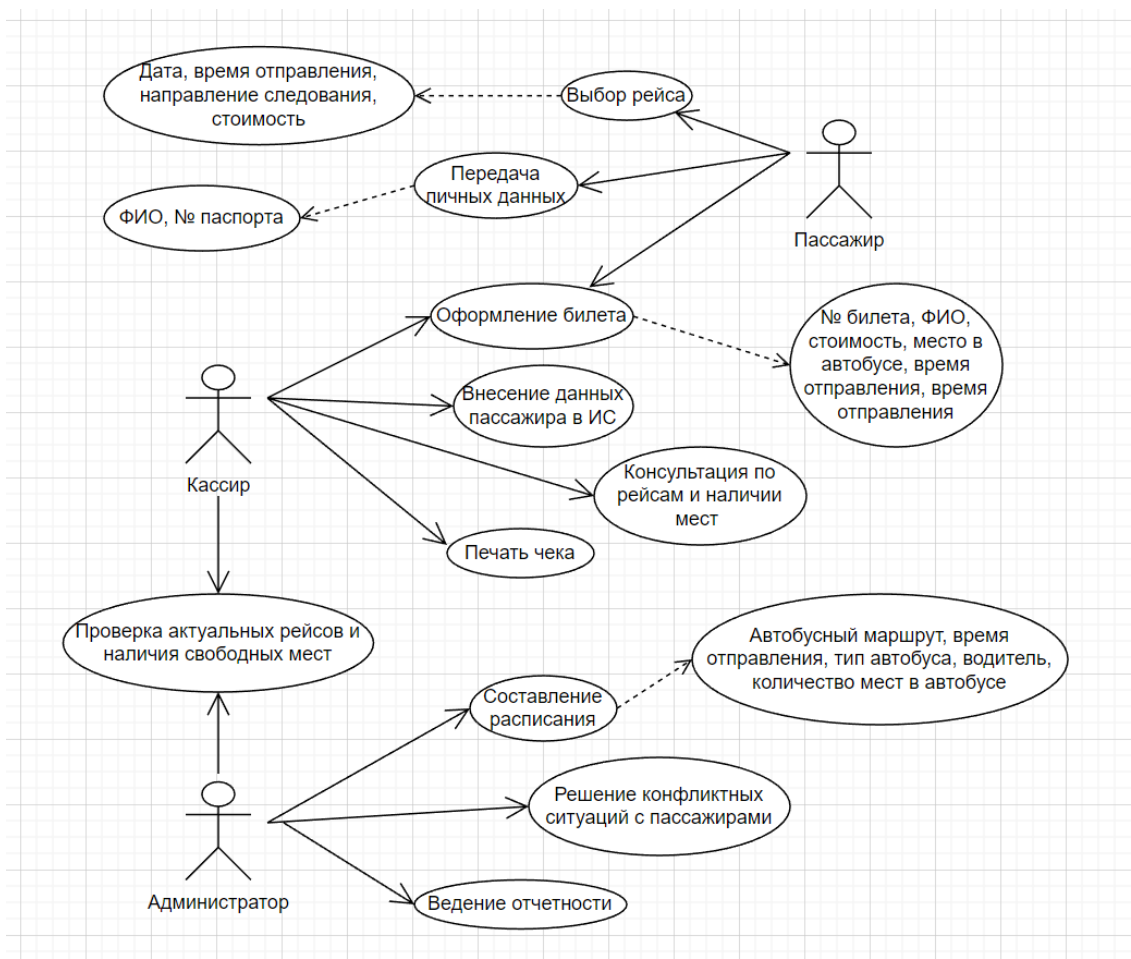 Дата, время отправления,
направление следования,
стоимость
Выбор рейса
Передача
личных данных
ФИО, № паспорта
Пассажир
Оформление билета
№ билета, ФИО,
стоимость, место в
автобусе, время
отправления, время
отправления
Внесение данных
пассажира в ИС
Кассир
Консультация по
рейсам и наличии
мест
Печать чека
Проверка актуальных рейсов и
наличия свободных мест
Автобусный маршрут, время
отправления, тип автобуса, водитель,
количество мест в автобусе
Составление
расписания
Решение конфликтных
ситуаций с пассажирами
Администратор
Ведение отчетности